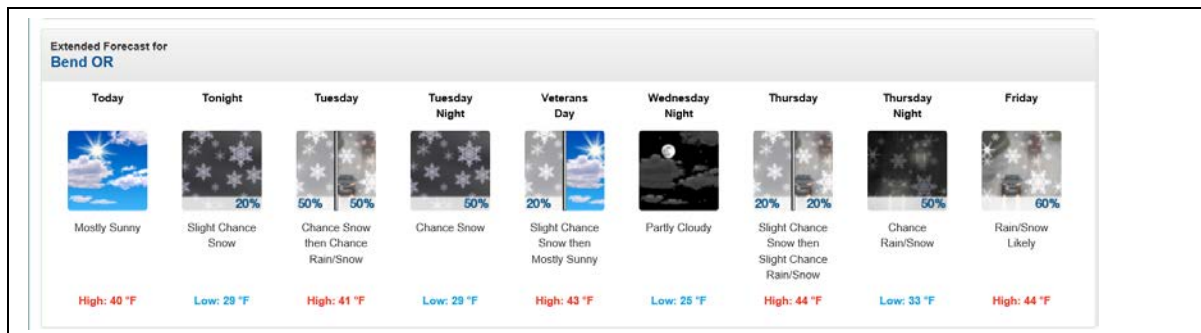 Extended Forecast for
Bend OR
Today
Tonight
Tuesday
Tuesday
Night
Veterans
Day
Wednesday
Night
Thursday
Thursday
Night
Friday
20%
50% 50%
50%
20%
20% 20%
50%
60%
Mostly Sunny
Slight Chance
Snow
Chance Snow
then Chance
Rain/Snow
Chance Snow
Slight Chance
Snow then
Mostly Sunny
Partly Cloudy
Slight Chance
Snow then
Slight Chance
Rain/Snow
Chance
Rain/Snow
Rain/Snow
Likely
High: 40 °F
Low: 29 °F
High: 41 °F
Low: 29 °F
High: 43 °F
Low: 25 °F
High: 44 °F
Low: 33 °F
High: 44 °F